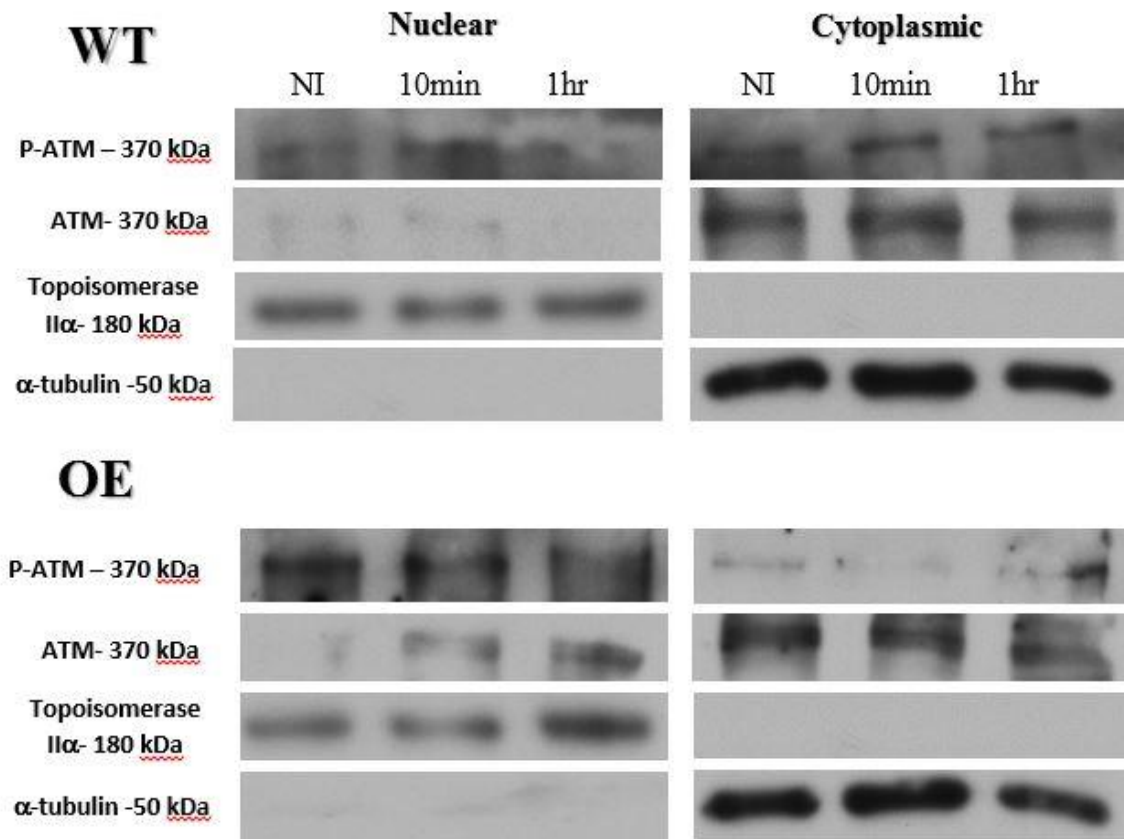 WT
Nuclear
Cytoplasmic
NI 10min 1hr
NI 10min 1hr
P-ATM – 370 kDa
ATM- 370 kDa
Topoisomerase
IIα- 180 kDa
α-tubulin -50 kDa
OE
P-ATM – 370 kDa
ATM- 370 kDa
Topoisomerase
IIα- 180 kDa
α-tubulin -50 kDa